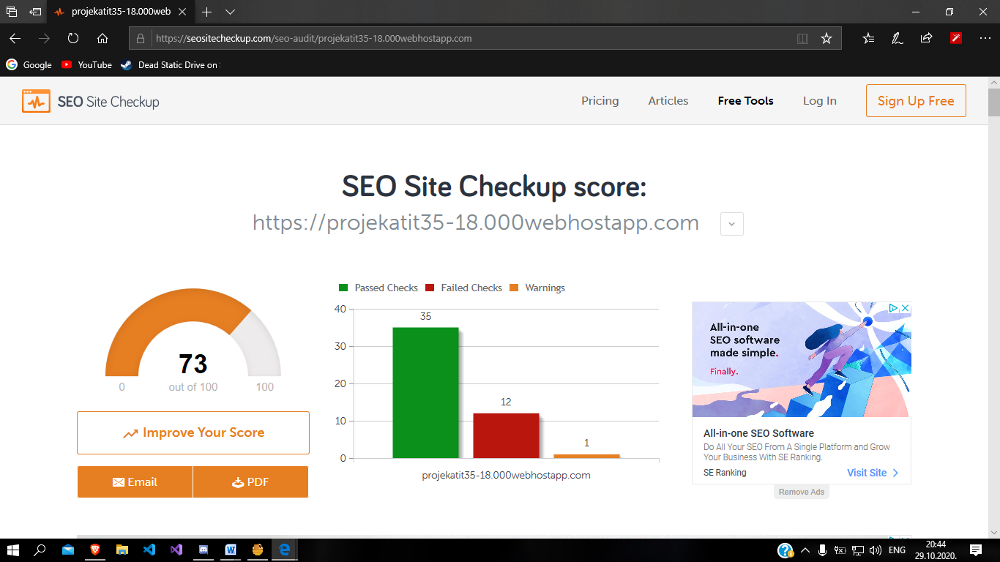 projekatit35-18.000web
https://seositecheckup.com/seo-audit/projekatit35-18.000webhostapp.com
Google YouTube Dead Static Drive on
SEO Site Checkup Pricing Articles Free Tools Log In Sign Up Free
SEO Site Checkup score:
https://projekatit35-18.000webhostapp.com
Passed Checks Failed Checks Warnings
40
30
20
10
0
35
12
1
projekatit35-18.000webhostapp.com
73
0 out of 100 100
Improve Your Score
Email PDF
All-in-one
SEO software
made simple.
Finally.
All-in-one SEO Software
Do All Your SEO From A Single Platform and Grow
Your Business With SE Ranking.
SE Ranking Visit Site
Remove Ads
ENG
20:44
29.10.2020.